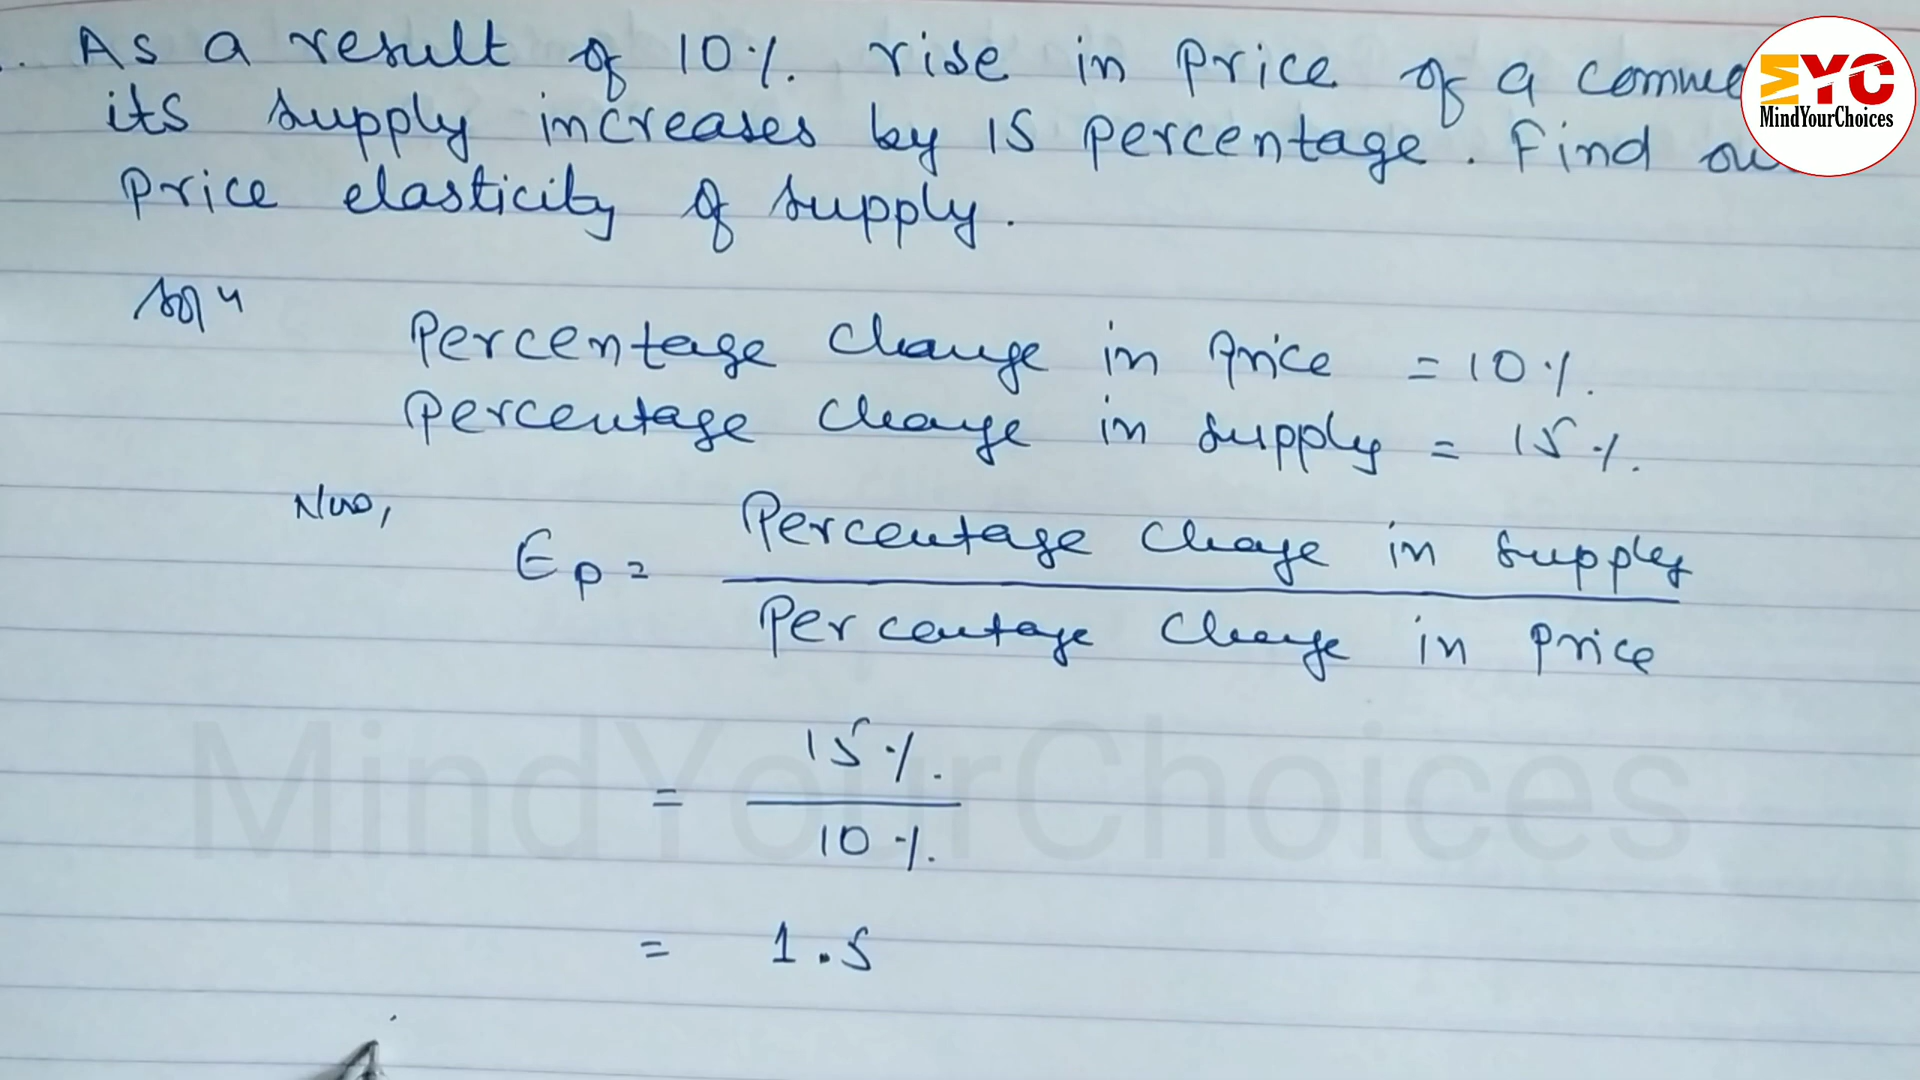 As a result of 10%. rise in Price of a comme
its supply increases by 15 Percentage. Find ou
Price elasticity of supply.
Soln
Percentage change in Price = 10%.
Percentage change in supply = 15%.
Now,
Ep = Percentage change in supply
Percentage change in Price
= 15%.
10%.
= 1.5
MYC
MindYourChoices
MindYourChoices